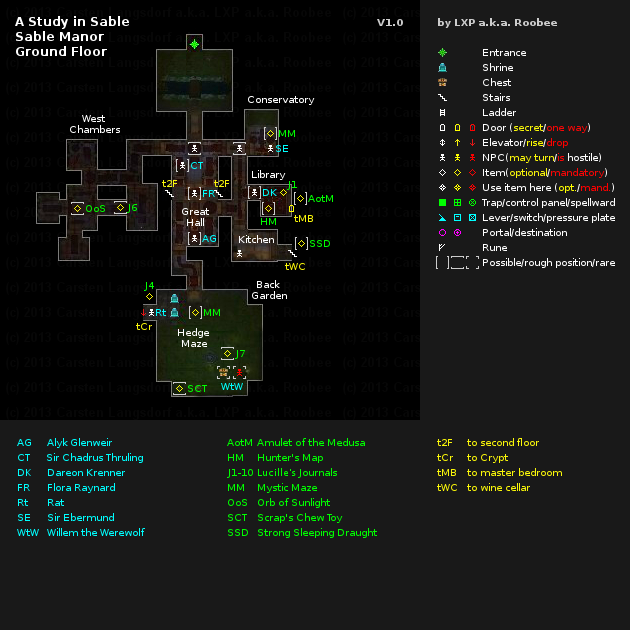 A Study in Sable
Sable Manor
Ground Floor
V1.0
by LXP a.k.a. Roobee
Entrance
Shrine
Chest
Stairs
Ladder
Door (secret/one way)
Elevator/rise/drop
NPC(may turn/is hostile)
Item(optional/mandatory)
Use item here (opt./mand.)
Trap/control panel/spellward
Lever/switch/pressure plate
Portal/destination
Rune
Possible/rough position/rare
Conservatory
MM
SE
West
Chambers
CT
Library
t2F
t2F
J1
DK
AotM
FR
OoS
J6
HM
tMB
Great
Hall
AG
Kitchen
SSD
tWC
J4
Back
Garden
Rt
MM
tCr
Hedge
Maze
J7
WtW
SCT
AG Alyk Glenweir
CT Sir Chadrus Thruling
DK Dareon Krenner
FR Flora Raynard
Rt Rat
SE Sir Ebermund
WtW Willem the Werewolf
AotM Amulet of the Medusa
HM Hunter's Map
J1-10 Lucille's Journals
MM Mystic Maze
OoS Orb of Sunlight
SCT Scrap's Chew Toy
SSD Strong Sleeping Draught
t2F to second floor
tCr to Crypt
tMB to master bedroom
tWC to wine cellar